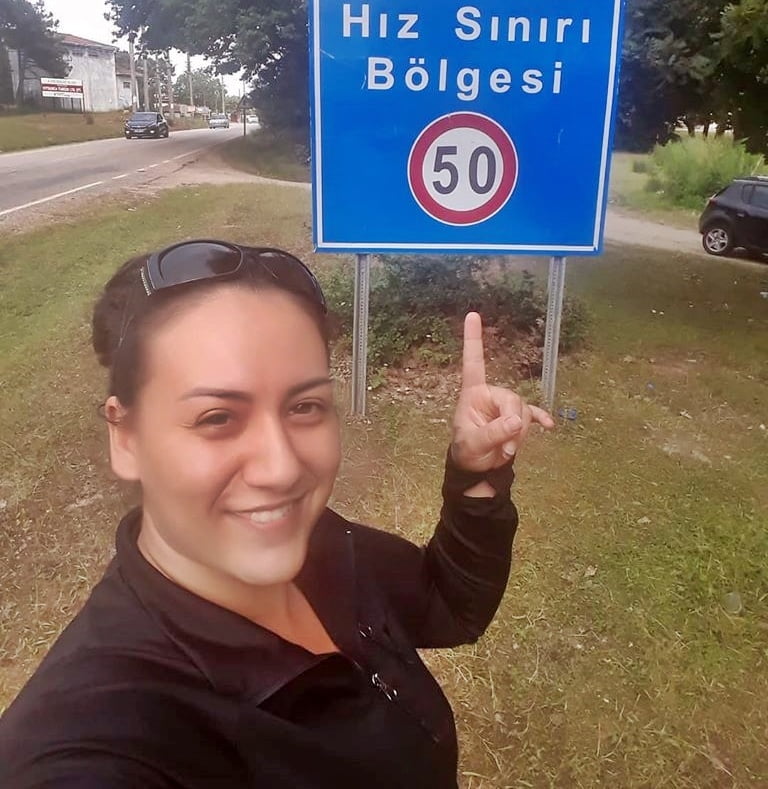 Hız Sınırı
Bölgesi
50